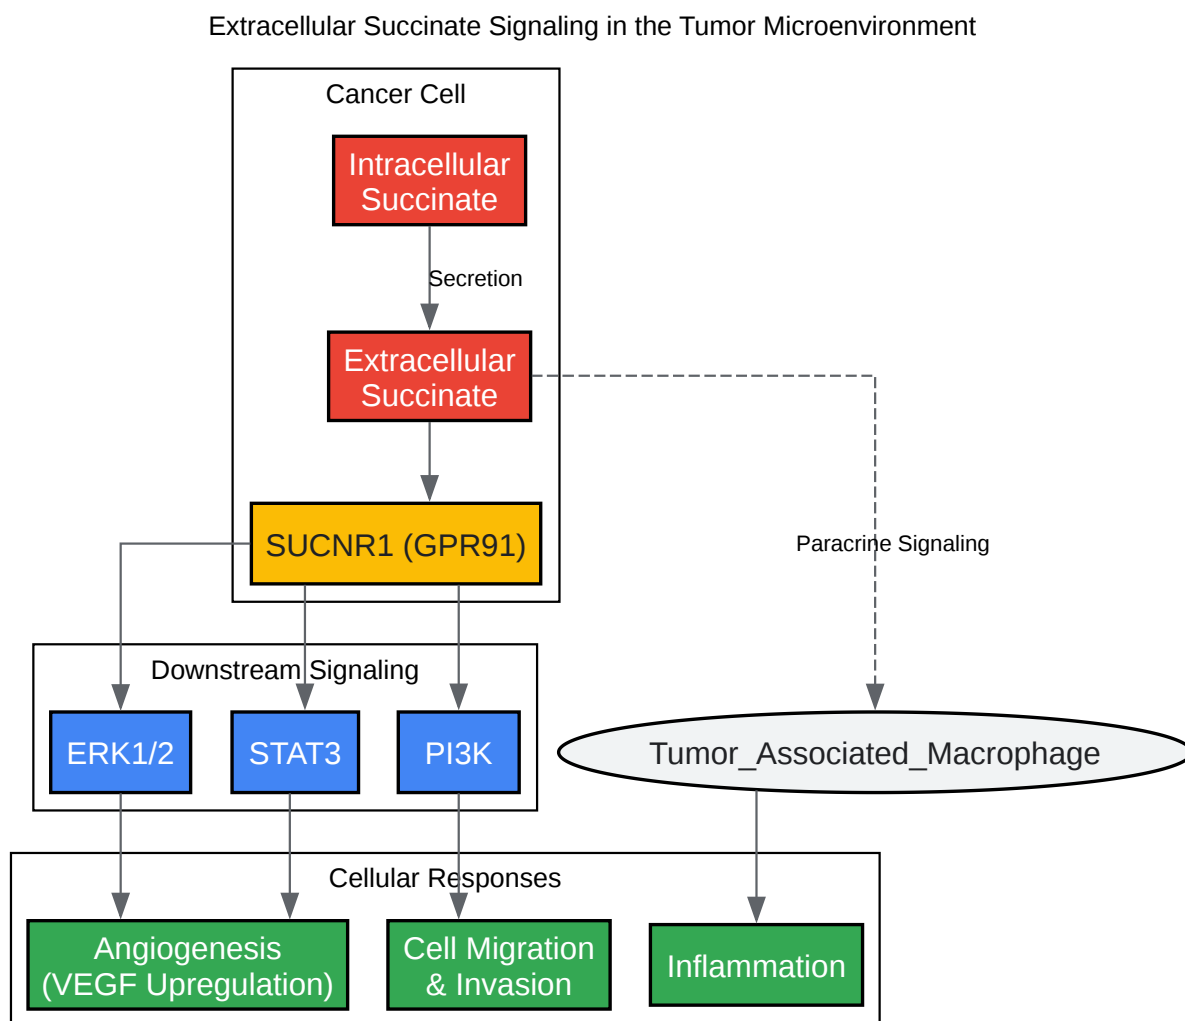 Extracellular Succinate Signaling in the Tumor Microenvironment
Cancer Cell
Intracellular
Succinate
Secretion
Extracellular
Succinate
SUCNR1 (GPR91)
Paracrine Signaling
Downstream Signaling
ERK1/2
STAT3
PI3K
Tumor_Associated_Macrophage
Cellular Responses
Angiogenesis
(VEGF Upregulation)
Cell Migration
& Invasion
Inflammation